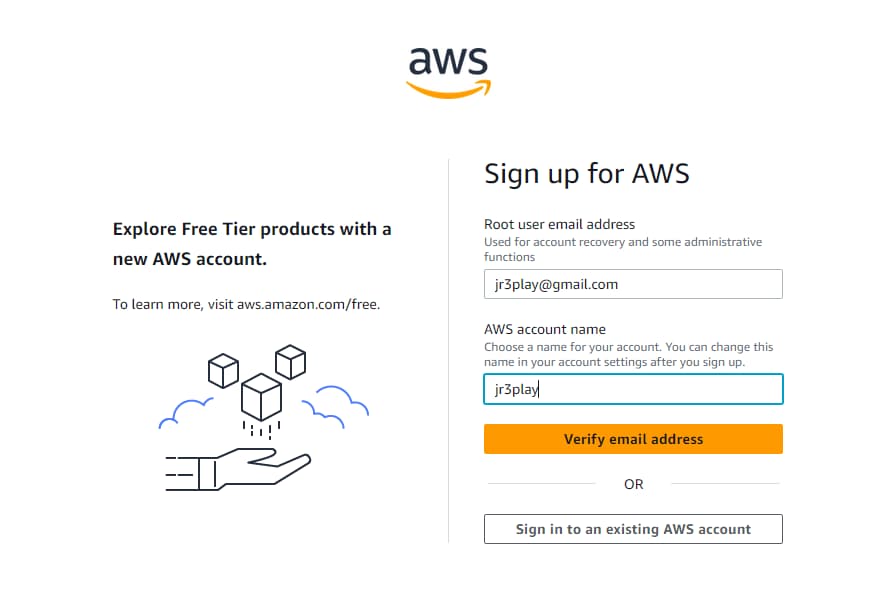 aws
Explore Free Tier products with a
new AWS account.
To learn more, visit aws.amazon.com/free.
Sign up for AWS
Root user email address
Used for account recovery and some administrative
functions
jr3play@gmail.com
AWS account name
Choose a name for your account. You can change this
name in your account settings after you sign up.
jr3play
Verify email address
OR
Sign in to an existing AWS account